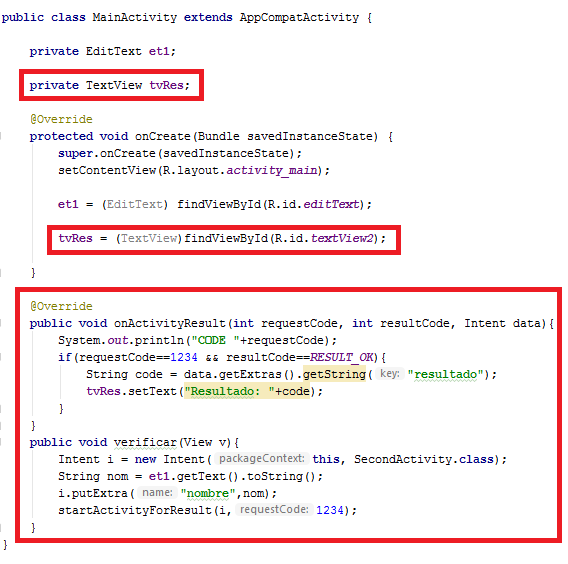 public class MainActivity extends AppCompatActivity {
private EditText et1;
private TextView tvRes;
@Override
protected void onCreate(Bundle savedInstanceState) {
super.onCreate(savedInstanceState);
setContentView(R.layout.activity_main);
et1 = (EditText) findViewById(R.id.editText);
tvRes = (TextView)findViewById(R.id.textView2);
}
@Override
public void onActivityResult(int requestCode, int resultCode, Intent data){
System.out.println("CODE "+requestCode);
if(requestCode==1234 && resultCode==RESULT_OK){
String code = data.getExtras().getString( key: "resultado");
tvRes.setText("Resultado: "+code);
}
}
public void verificar(View v){
Intent i = new Intent( packageContext: this, SecondActivity.class);
String nom = et1.getText().toString();
i.putExtra( name: "nombre",nom);
startActivityForResult(i, requestCode: 1234);
}
}